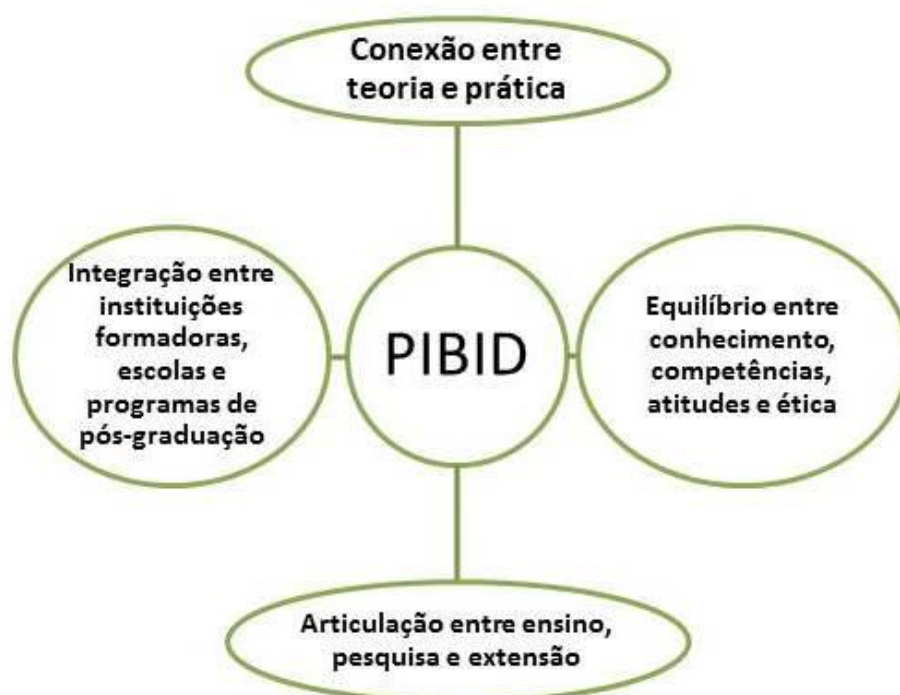 Conexão entre
teoria e prática
Integração entre
instituições
formadoras,
escolas e
programas de
pós-graduação
PIBID
Equilíbrio entre
conhecimento,
competências,
atitudes e ética
Articulação entre ensino,
pesquisa e extensão